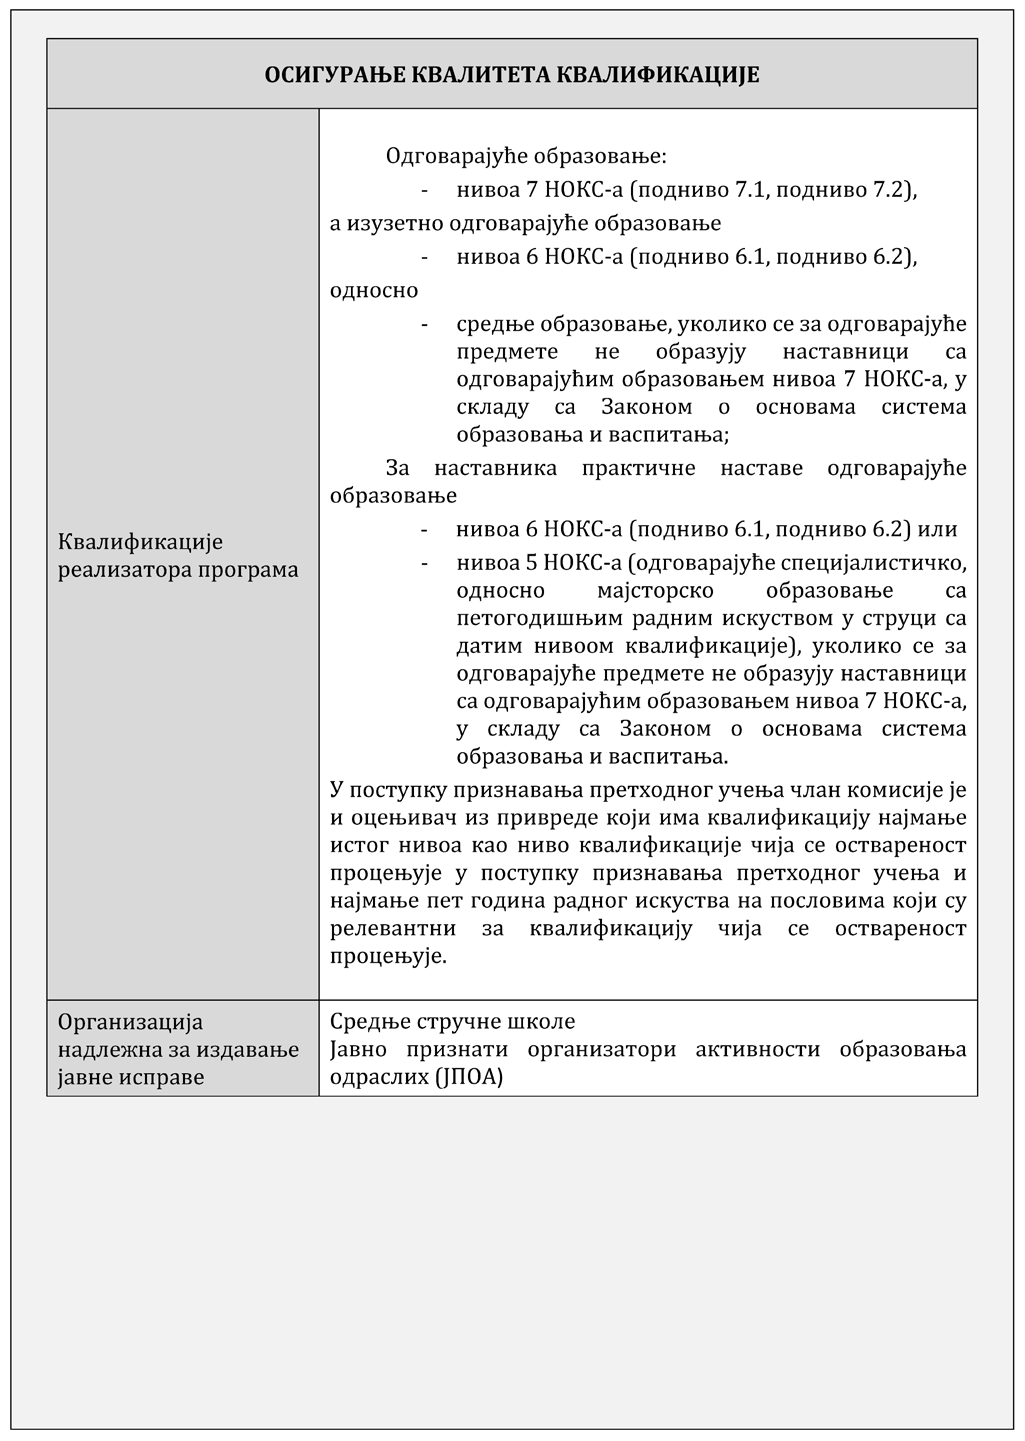 ОСИГУРАЊЕ КВАЛИТЕТА КВАЛИФИКАЦИЈЕ
Квалификације
реализатора програма
Одговарајуће образовање:
- нивоа 7 НОКС-а (подниво 7.1, подниво 7.2),
а изузетно одговарајуће образовање
- нивоа 6 НОКС-а (подниво 6.1, подниво 6.2),
односно
- средње образовање, уколико се за одговарајуће
предмете не образују наставници са
одговарајућим образовањем нивоа 7 НОКС-а, у
складу са Законом о основама система
образовања и васпитања;
За наставника практичне наставе одговарајуће
образовање
- нивоа 6 НОКС-а (подниво 6.1, подниво 6.2) или
- нивоа 5 НОКС-а (одговарајуће специјалистичко,
односно мајсторско образовање са
петогодишњим радним искуством у струци са
датим нивоом квалификације), уколико се за
одговарајуће предмете не образују наставници
са одговарајућим образовањем нивоа 7 НОКС-а,
у складу са Законом о основама система
образовања и васпитања.
У поступку признавања претходног учења члан комисије је
и оцењивач из привреде који има квалификацију најмање
истог нивоа као ниво квалификације чија се оствареност
процењује у поступку признавања претходног учења и
најмање пет година радног искуства на пословима који су
релевантни за квалификацију чија се оствареност
процењује.
Организација
надлежна за издавање
јавне исправе
Средње стручне школе
Јавно признати организатори активности образовања
одраслих (ЈПОА)